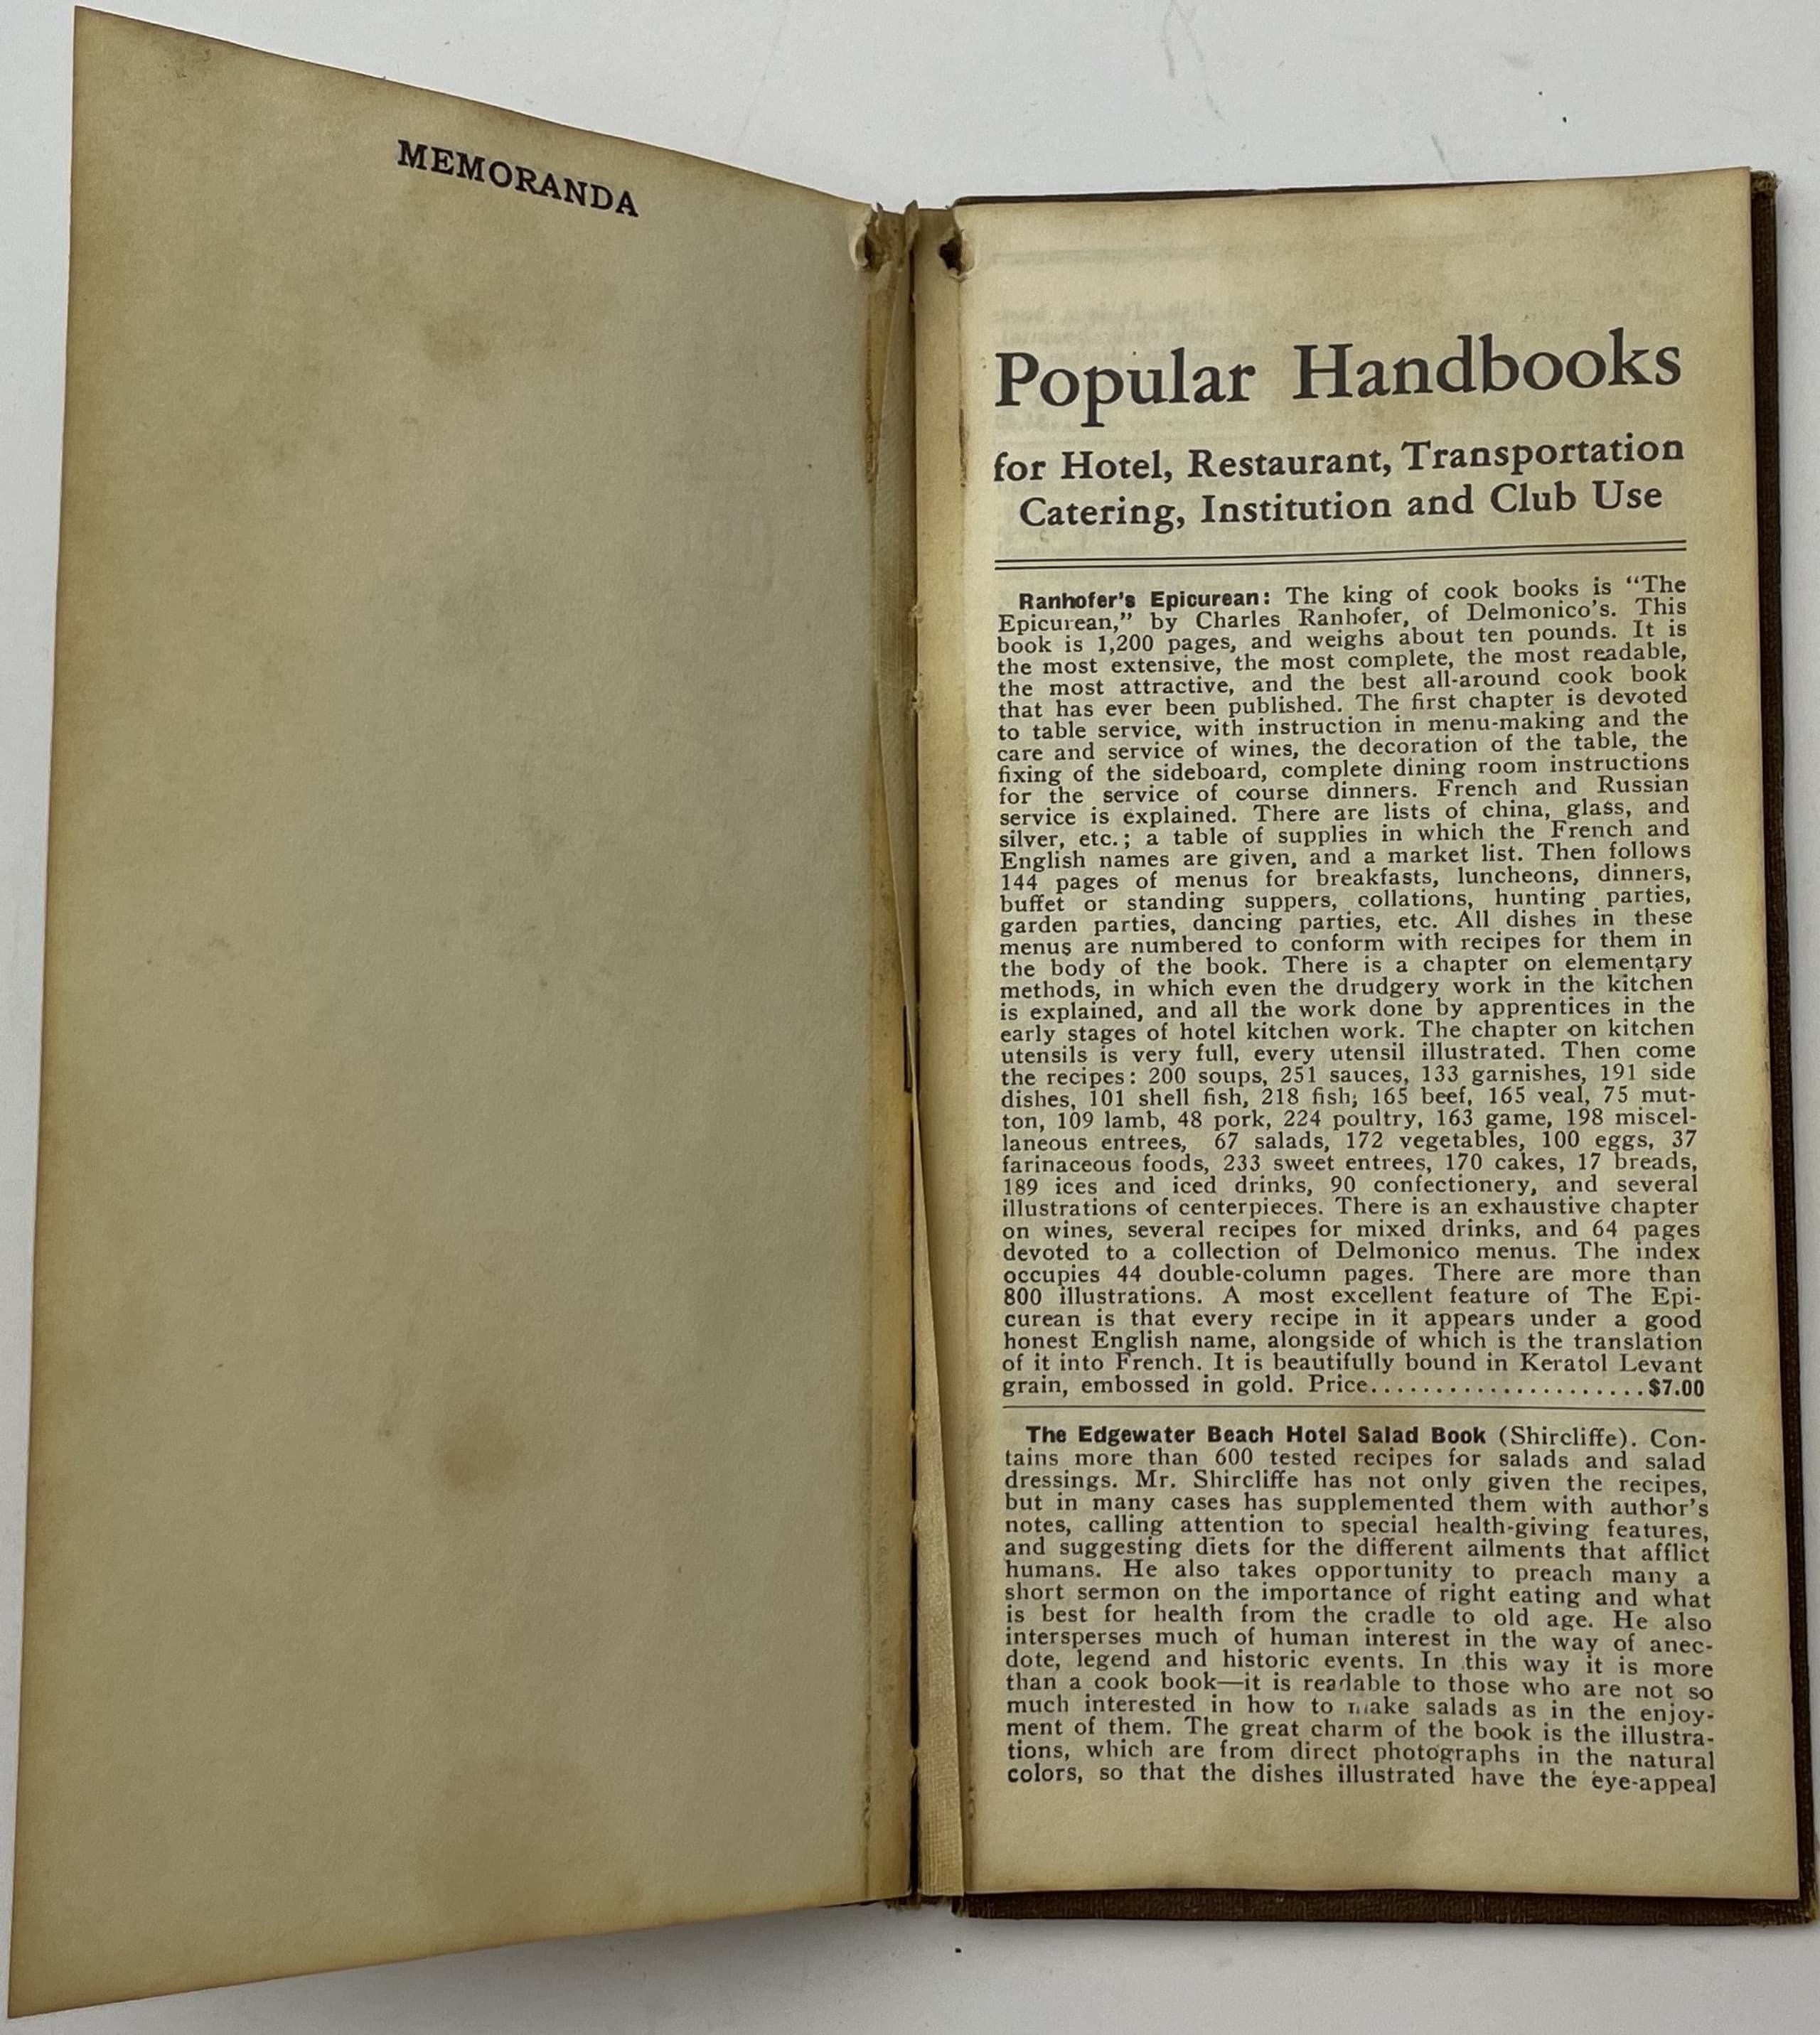 MEMORANDA
Popular Handbooks
for Hotel, Restaurant, Transportation
Catering, Institution and Club Use
Ranhofer's Epicurean: The king of cook books is "The
Epicurean," by Charles Ranhofer, of Delmonico's. This
book is 1,200 pages, and weighs about ten pounds. It is
the most extensive, the most complete, the most readable,
the most attractive, and the best all-around cook book
that has ever been published. The first chapter is devoted
to table service, with instruction in menu-making and the
care and service of wines, the decoration of the table, the
fixing of the sideboard, complete dining room instructions
for the service of course dinners. French and Russian
service is explained. There are lists of china, glass, and
silver, etc.; a table of supplies in which the French and
English names are given, and a market list. Then follows
144 pages of menus for breakfasts, luncheons, dinners,
buffet or standing suppers, collations, hunting parties,
garden parties, dancing parties, etc. All dishes in these
menus are numbered to conform with recipes for them in
the body of the book. There is a chapter on elementary
methods, in which even the drudgery work in the kitchen
is explained, and all the work done by apprentices in the
early stages of hotel kitchen work. The chapter on kitchen
utensils is very full, every utensil illustrated. Then come
the recipes: 200 soups, 251 sauces, 133 garnishes, 191 side
dishes, 101 shell fish, 218 fish; 165 beef, 165 veal, 75 mut-
ton, 109 lamb, 48 pork, 224 poultry, 163 game, 198 miscel-
laneous entrees, 67 salads, 172 vegetables, 100 eggs, 37
farinaceous foods, 233 sweet entrees, 170 cakes, 17 breads,
189 ices and iced drinks, 90 confectionery, and several
illustrations of centerpieces. There is an exhaustive chapter
on wines, several recipes for mixed drinks, and 64 pages
devoted to a collection of Delmonico menus. The index
occupies 44 double-column pages. There are more than
800 illustrations. A most excellent feature of The Epi-
curean is that every recipe in it appears under a good
honest English name, alongside of which is the translation
of it into French. It is beautifully bound in Keratol Levant
grain, embossed in gold. Price.....................$7.00
The Edgewater Beach Hotel Salad Book (Shircliffe). Con-
tains more than 600 tested recipes for salads and salad
dressings. Mr. Shircliffe has not only given the recipes,
but in many cases has supplemented them with author's
notes, calling attention to special health-giving features,
and suggesting diets for the different ailments that afflict
humans. He also takes opportunity to preach many a
short sermon on the importance of right eating and what
is best for health from the cradle to old age. He also
intersperses much of human interest in the way of anec-
dote, legend and historic events. In this way it is more
than a cook book—it is readable to those who are not so
much interested in how to make salads as in the enjoy-
ment of them. The great charm of the book is the illustra-
tions, which are from direct photographs in the natural
colors, so that the dishes illustrated have the eye-appeal